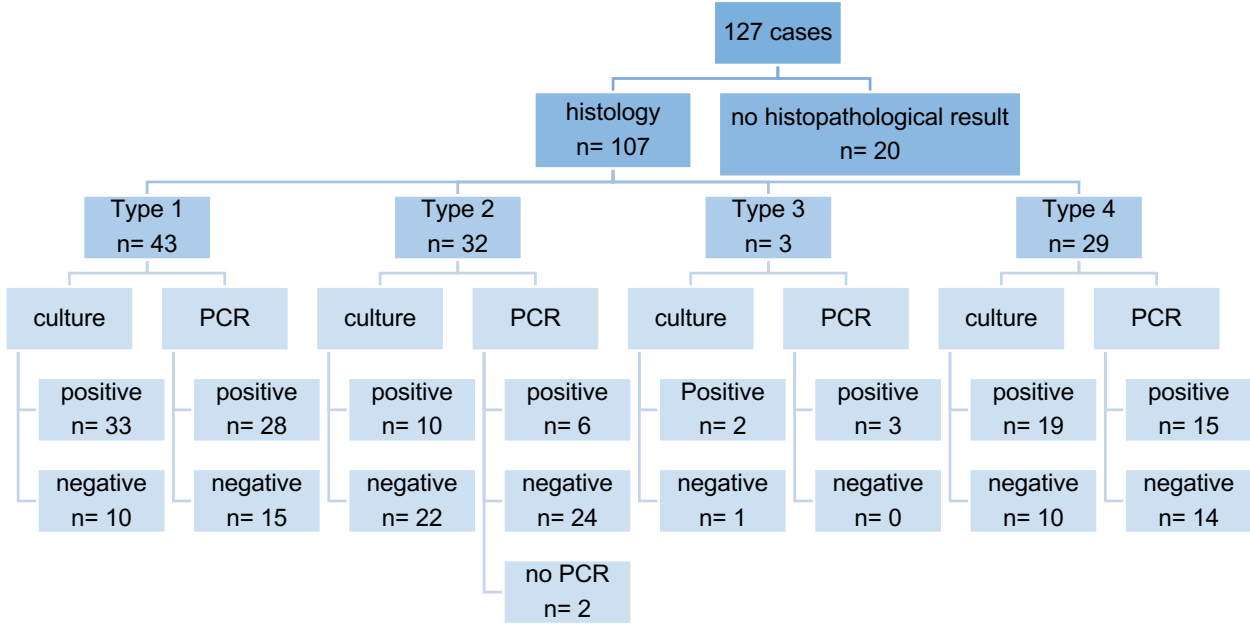 127 cases
histology
n= 107
no histopathological result
n= 20
Type 1
n= 43
Type 2
n= 32
Type 3
n= 3
Type 4
n= 29
culture
PCR
culture
PCR
culture
PCR
culture
PCR
positive
n= 33
positive
n= 28
positive
n= 10
positive
n= 6
Positive
n= 2
positive
n= 3
positive
n= 19
positive
n= 15
negative
n= 10
negative
n= 15
negative
n= 22
negative
n= 24
negative
n= 1
negative
n= 0
negative
n= 10
negative
n= 14
no PCR
n= 2